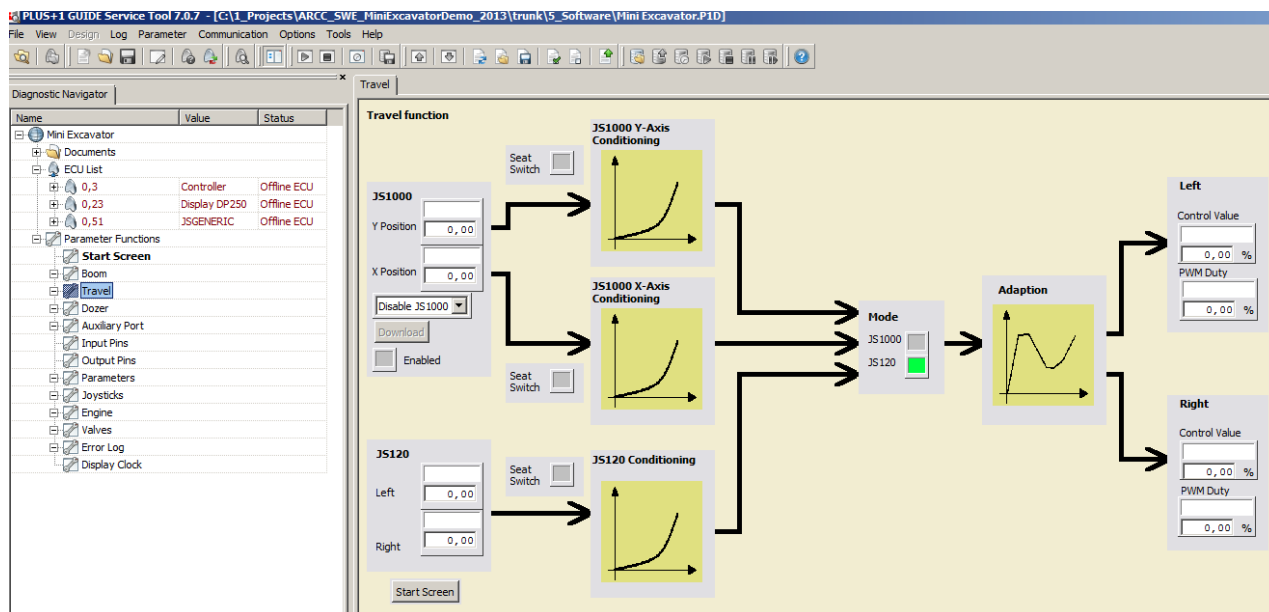 PLUS+1 GUIDE Service Tool 7.0.7 - [C:\1_Projects\ARCC_SWE_MiniExcavatorDemo_2013\trunk\5_Software\Mini Excavator.P1D]
File View Design Log Parameter Communication Options Tools Help
Diagnostic Navigator
Name Value Status
Mini Excavator
Documents
ECU List
0,3 Controller Offline ECU
0,23 Display DP250 Offline ECU
0,51 JSGENERIC Offline ECU
Parameter Functions
Start Screen
Boom
Travel
Dozer
Auxiliary Port
Input Pins
Output Pins
Parameters
Joysticks
Engine
Valves
Error Log
Display Clock
Travel
Travel function
JS1000
Y Position 0,00
X Position 0,00
Disable JS1000
Download
Enabled
Seat
Switch
JS1000 Y-Axis
Conditioning
JS1000 X-Axis
Conditioning
Seat
Switch
JS120
Left 0,00
Right 0,00
Seat
Switch
JS120 Conditioning
Start Screen
Mode
JS1000
JS120
Adaption
Left
Control Value
0,00 %
PWM Duty
0,00 %
Right
Control Value
0,00 %
PWM Duty
0,00 %